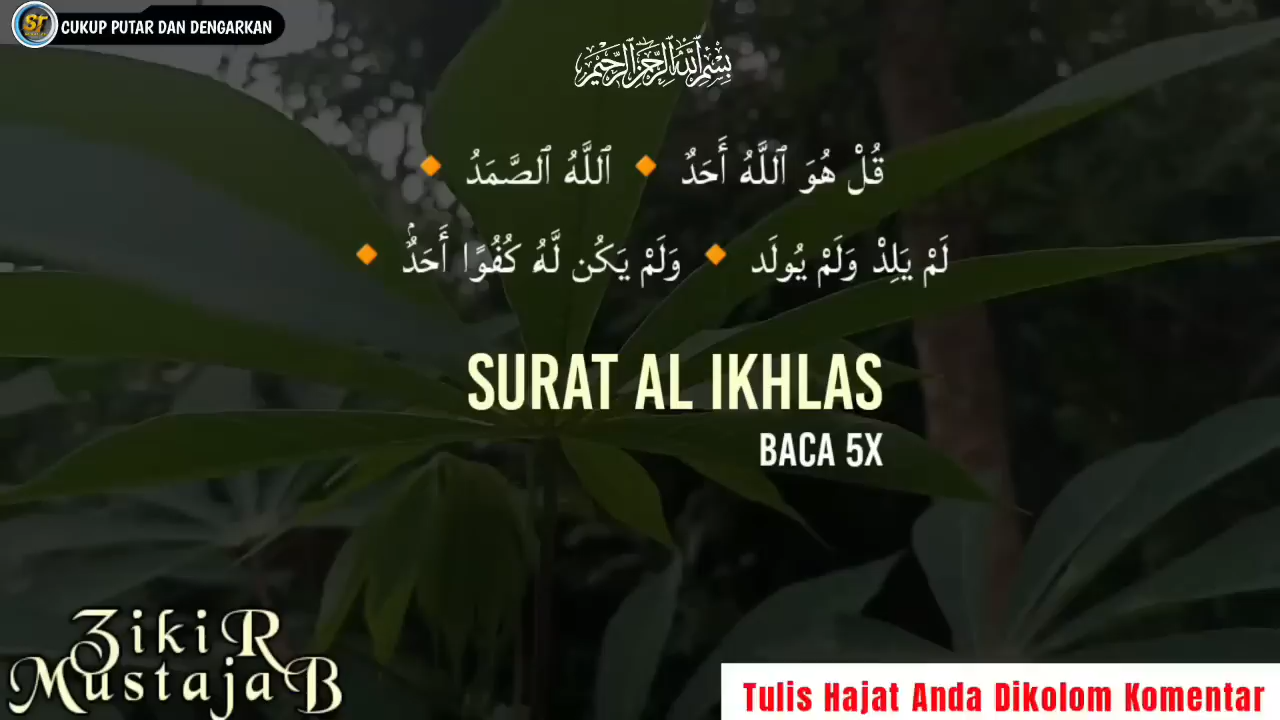 ST
CUKUP PUTAR DAN DENGARKAN
بِسْمِ اللَّهِ الرَّحْمَٰنِ الرَّحِيمِ
قُلْ هُوَ ٱللَّهُ أَحَدٌ 🔸 ٱللَّهُ ٱلصَّمَدُ 🔸
لَمْ يَلِدْ وَلَمْ يُولَد 🔸 وَلَمْ يَكُن لَّهُ كُفُوًا أَحَدٌۢ 🔸
SURAT AL IKHLAS
BACA 5X
ZikiR
MustajaB
Tulis Hajat Anda Dikolom Komentar